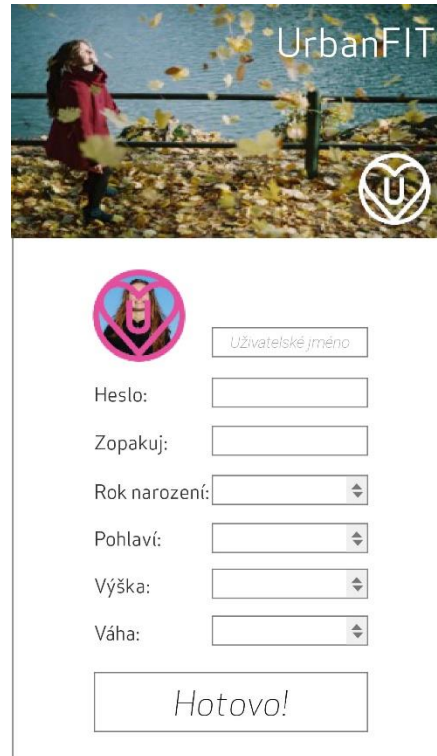 UrbanFIT
U
U
Uživatelské jméno
Heslo:
Zopakuj:
Rok narození:
Pohlaví:
Výška:
Váha:
Hotovo!